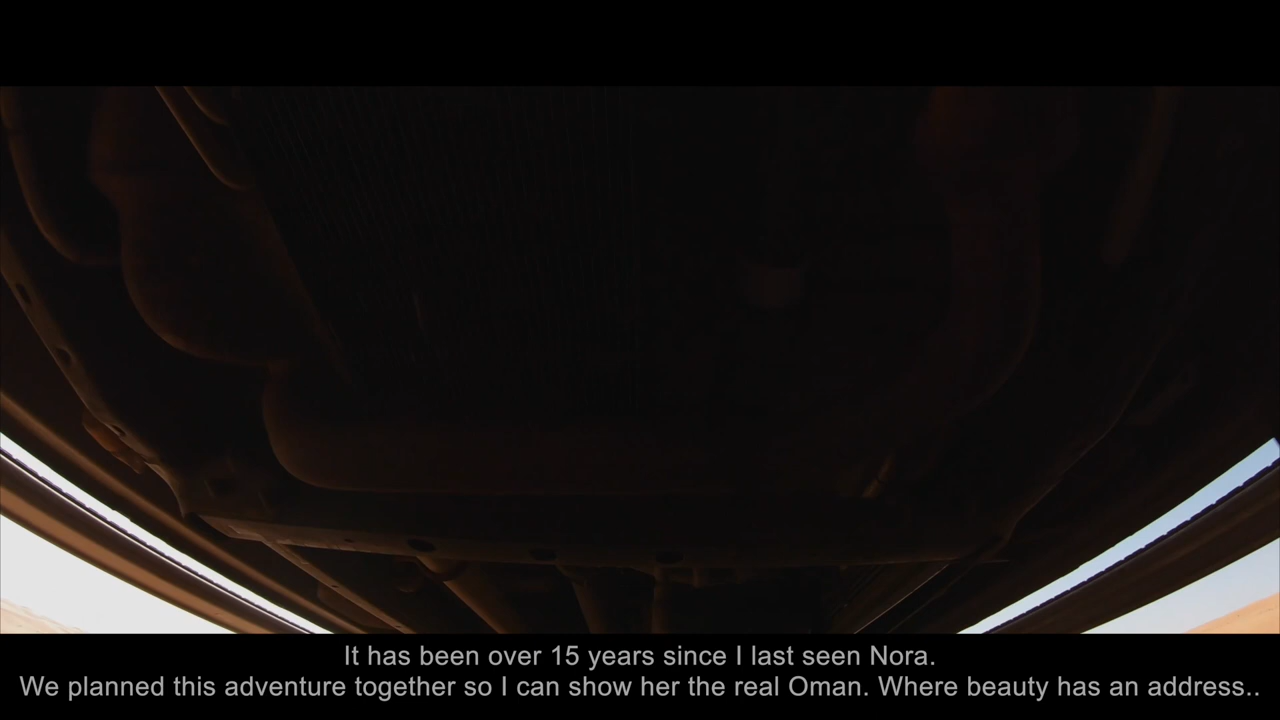 It has been over 15 years since I last seen Nora.
We planned this adventure together so I can show her the real Oman. Where beauty has an address..